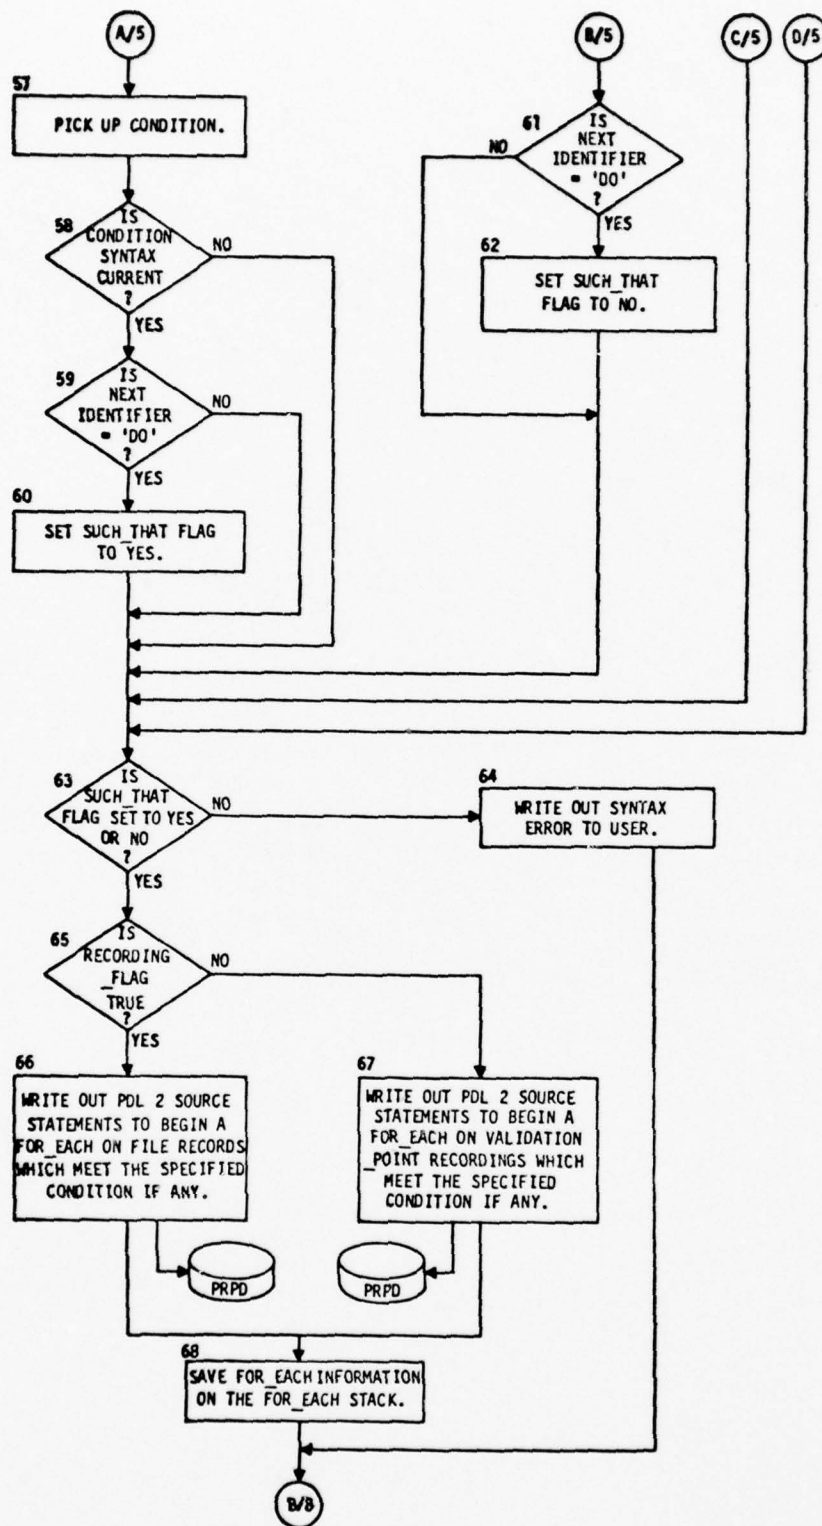 A/5
B/5
C/5
D/5
57
PICK UP CONDITION.
58
IS
CONDITION
SYNTAX
CURRENT
?
NO
YES
59
IS
NEXT
IDENTIFIER
= 'DO'
?
NO
YES
60
SET SUCH_THAT FLAG
TO YES.
61
IS
NEXT
IDENTIFIER
= 'DO'
?
NO
YES
62
SET SUCH_THAT
FLAG TO NO.
63
IS
SUCH_THAT
FLAG SET TO YES
OR NO
?
NO
YES
64
WRITE OUT SYNTAX
ERROR TO USER.
65
IS
RECORDING
_FLAG
TRUE
?
NO
YES
66
WRITE OUT PDL 2 SOURCE
STATEMENTS TO BEGIN A
FOR_EACH ON FILE RECORDS
WHICH MEET THE SPECIFIED
CONDITION IF ANY.
67
WRITE OUT PDL 2 SOURCE
STATEMENTS TO BEGIN A
FOR_EACH ON VALIDATION
_POINT RECORDINGS WHICH
MEET THE SPECIFIED
CONDITION IF ANY.
PRPD
PRPD
68
SAVE FOR_EACH INFORMATION
ON THE FOR_EACH STACK.
B/8